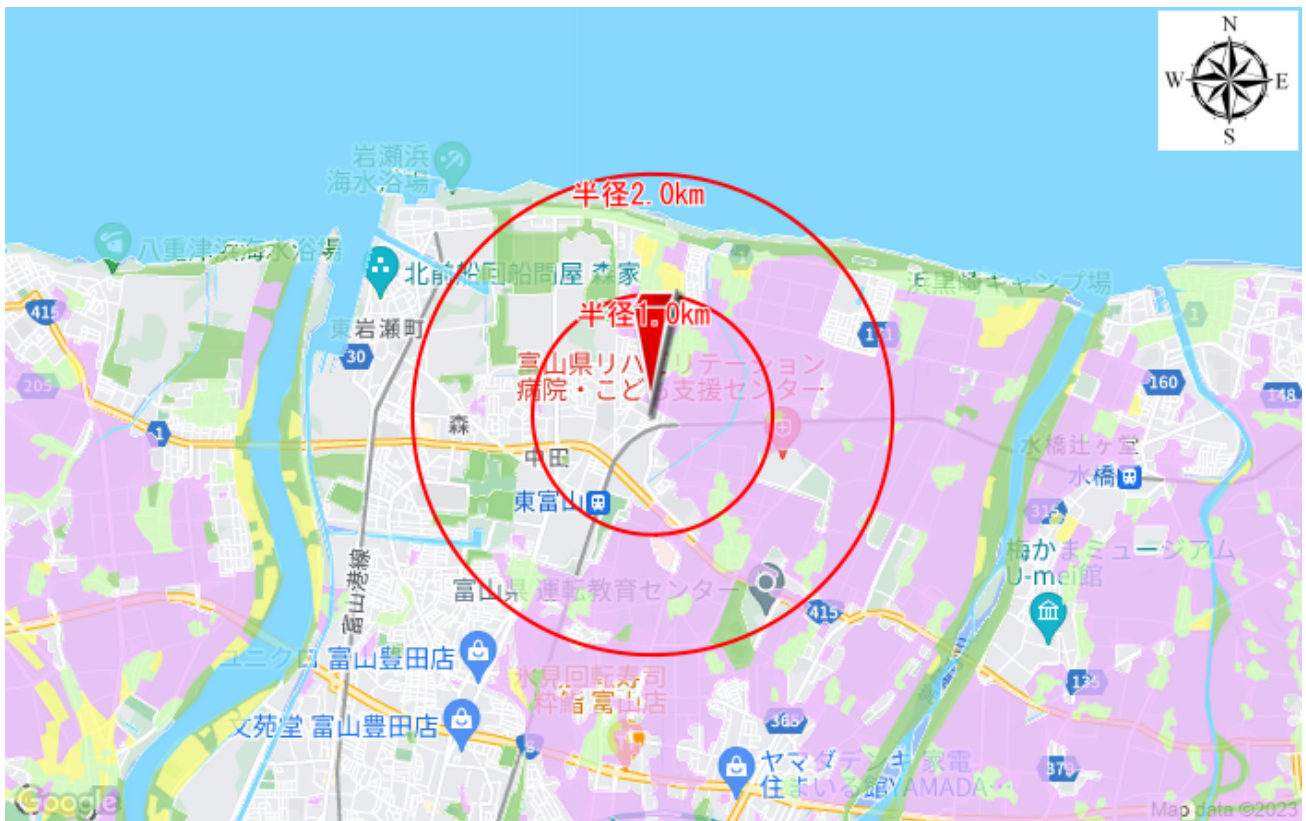 N
W E
S
岩瀬浜
海水浴場
半径2.0km
八重津浜海水浴場
北前船回船問屋 森家
浜黒崎キャンプ場
1
1
415
東岩瀬町
半径1.0km
171
30
富山県リハビリテーション
病院・こども支援センター
205
160
148
森
1
中田
水橋辻ヶ堂
水橋
東富山
315
梅かまミュージアム
U-mei館
富山港線
富山県 運転教育センター
415
ユニクロ 富山豊田店
氷見回転寿司
粋鮨 富山店
135
文苑堂 富山豊田店
365
ヤマダデンキ 家電
住まいる館YAMADA…
370
Google
Map data ©2023